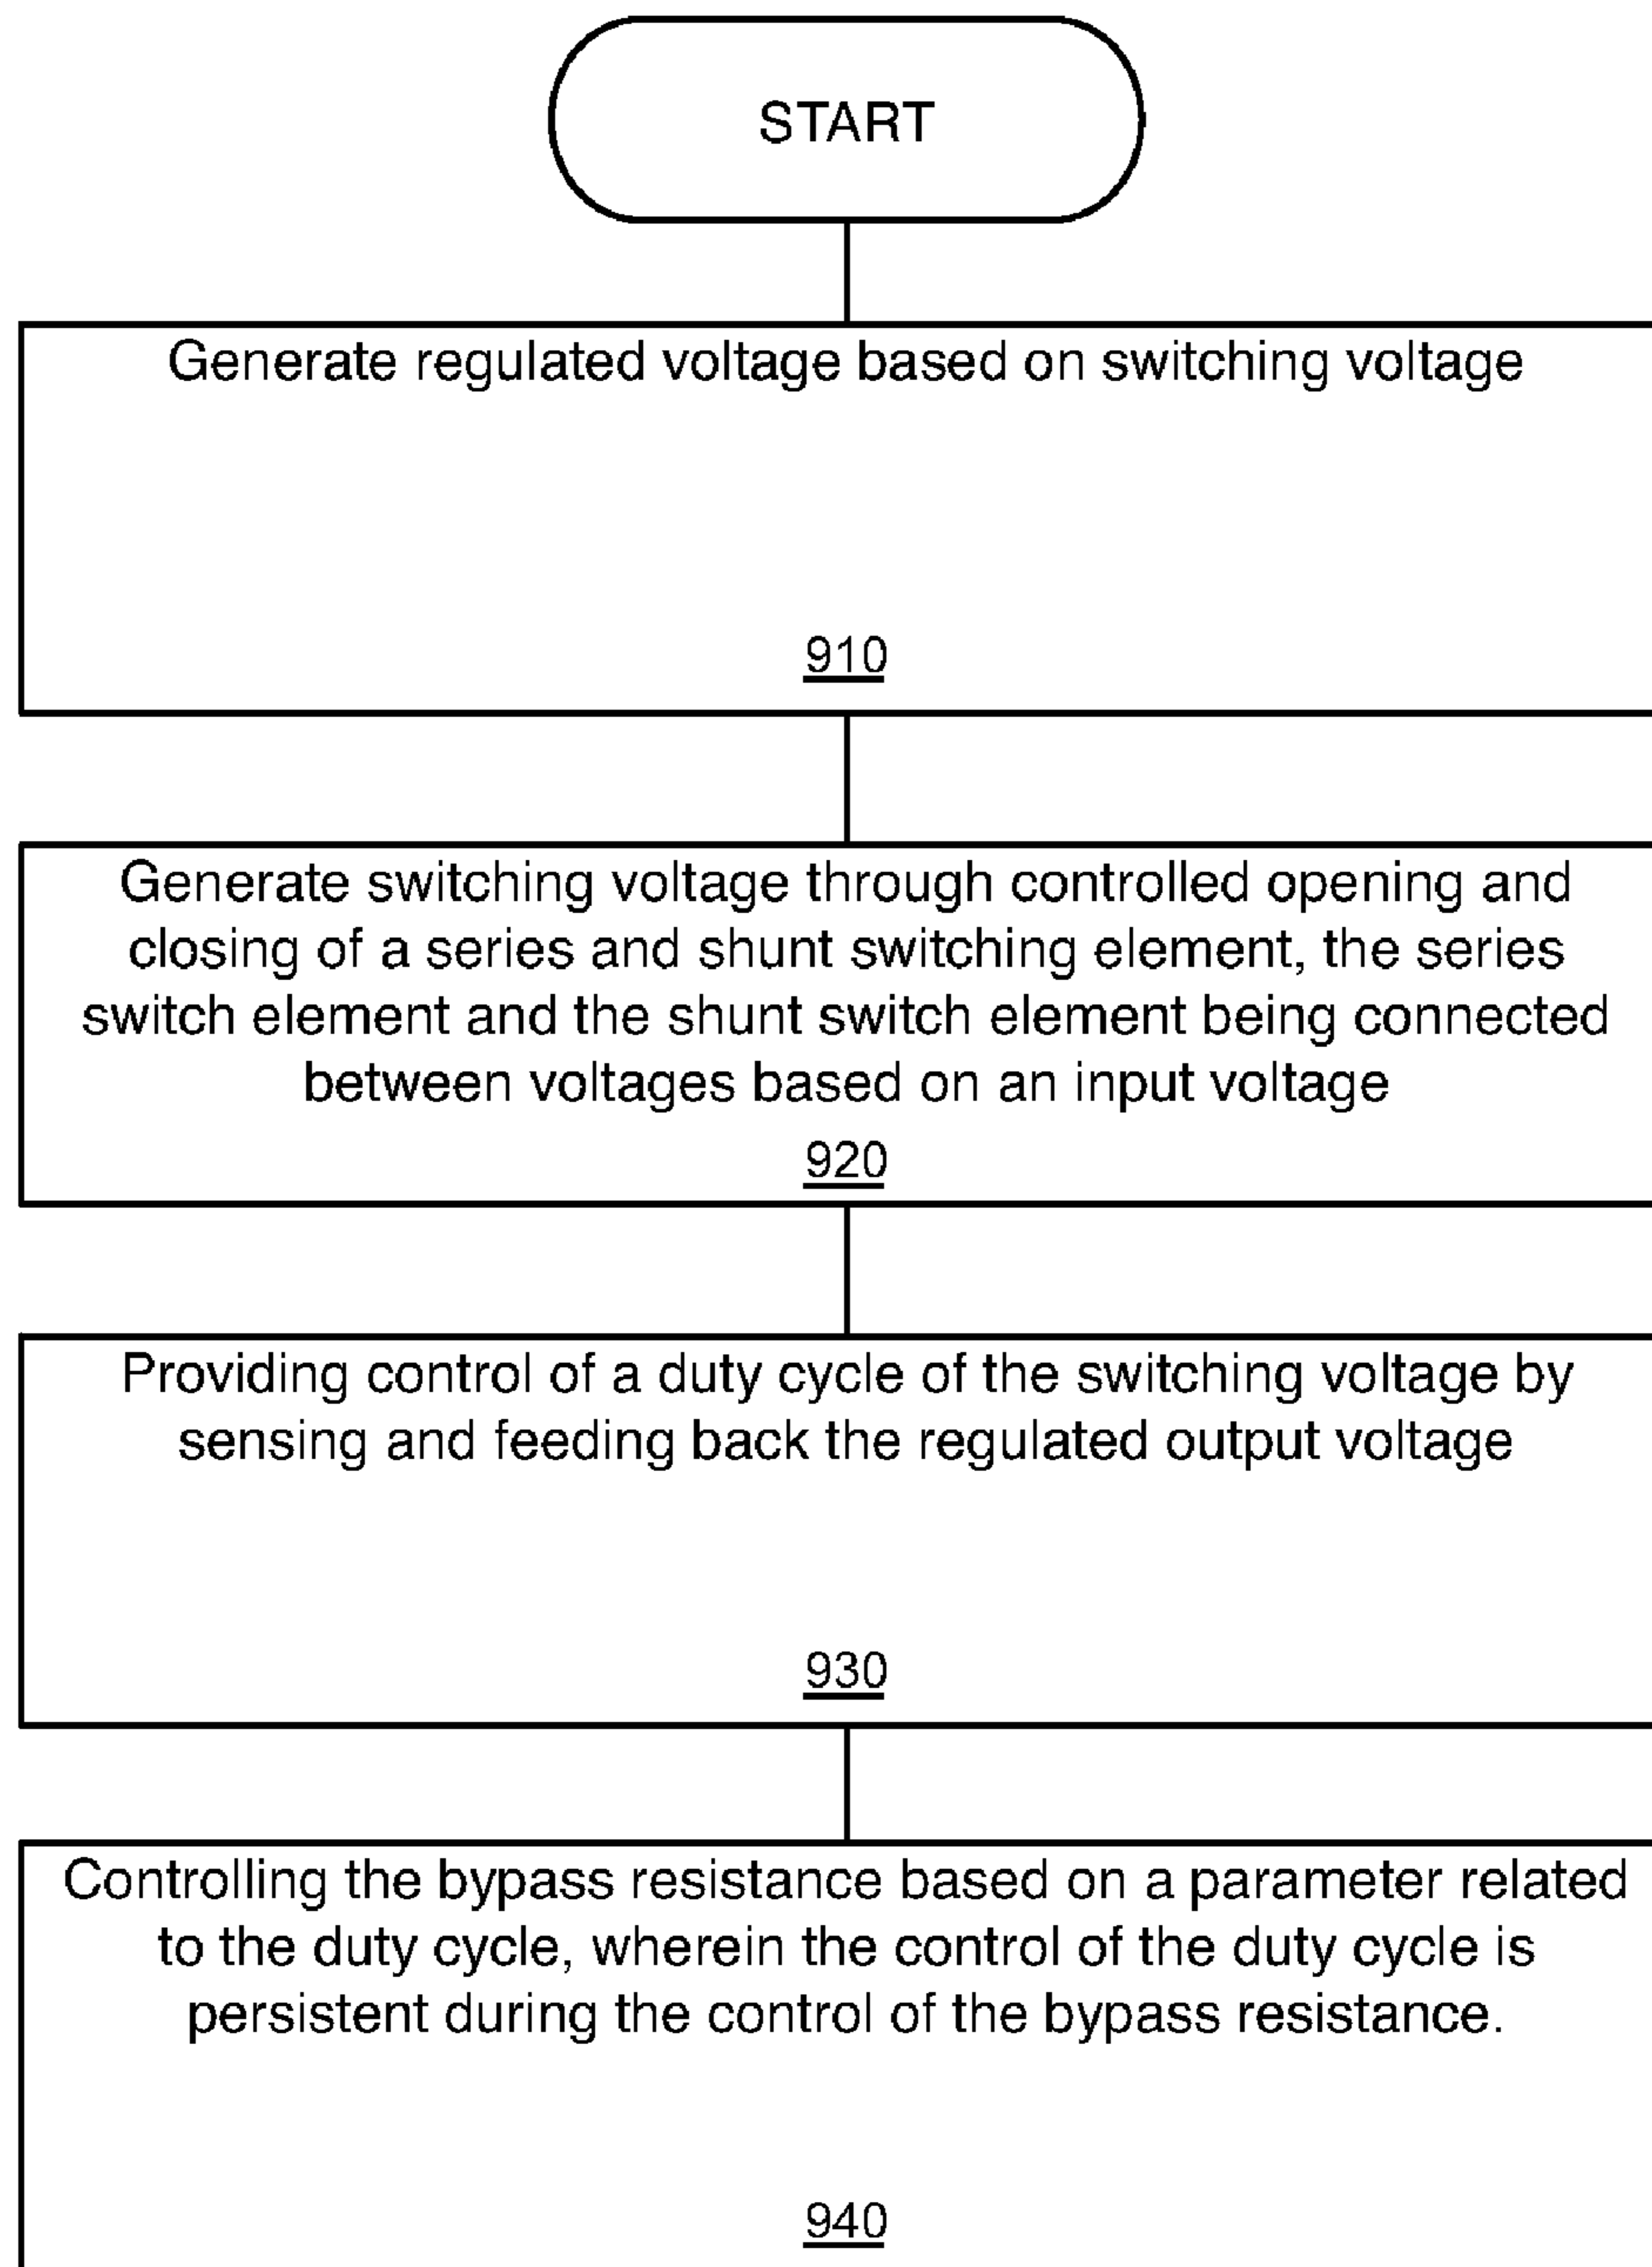 START
Generate regulated voltage based on switching voltage
910
Generate switching voltage through controlled opening and
closing of a series and shunt switching element, the series
switch element and the shunt switch element being connected
between voltages based on an input voltage
920
Providing control of a duty cycle of the switching voltage by
sensing and feeding back the regulated output voltage
930
Controlling the bypass resistance based on a parameter related
to the duty cycle, wherein the control of the duty cycle is
persistent during the control of the bypass resistance.
940